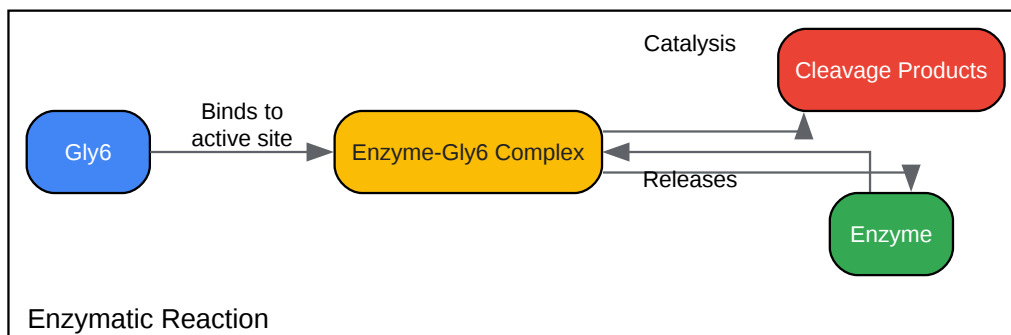 Catalysis
Cleavage Products
Binds to
active site
Gly6
Enzyme-Gly6 Complex
Releases
Enzyme
Enzymatic Reaction